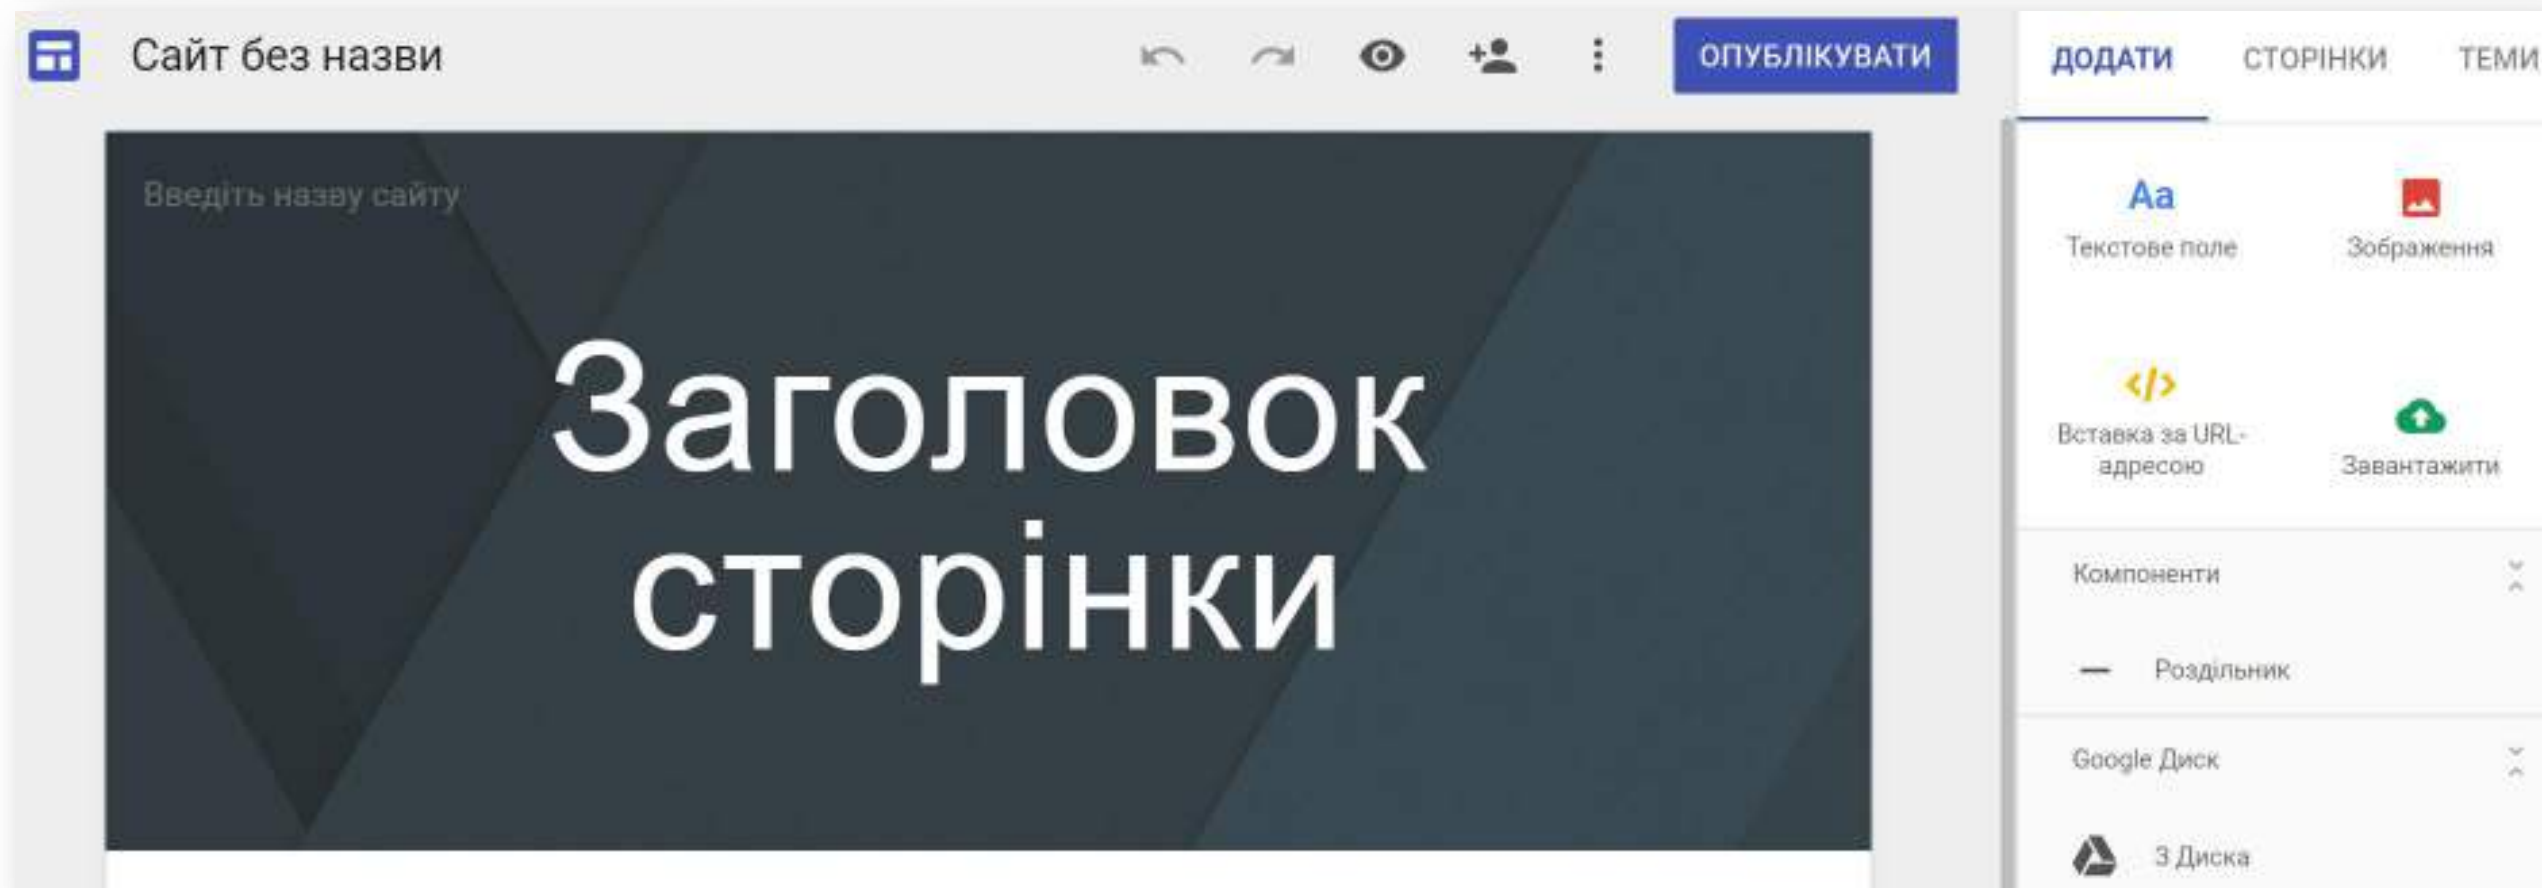 Сайт без назви
ОПУБЛІКУВАТИ
ДОДАТИ СТОРІНКИ ТЕМИ
Введіть назву сайту
Заголовок
сторінки
Aa
Текстове поле
Зображення
Вставка за URL-
адресою
Завантажити
Компоненти
Роздільник
Google Диск
З Диска